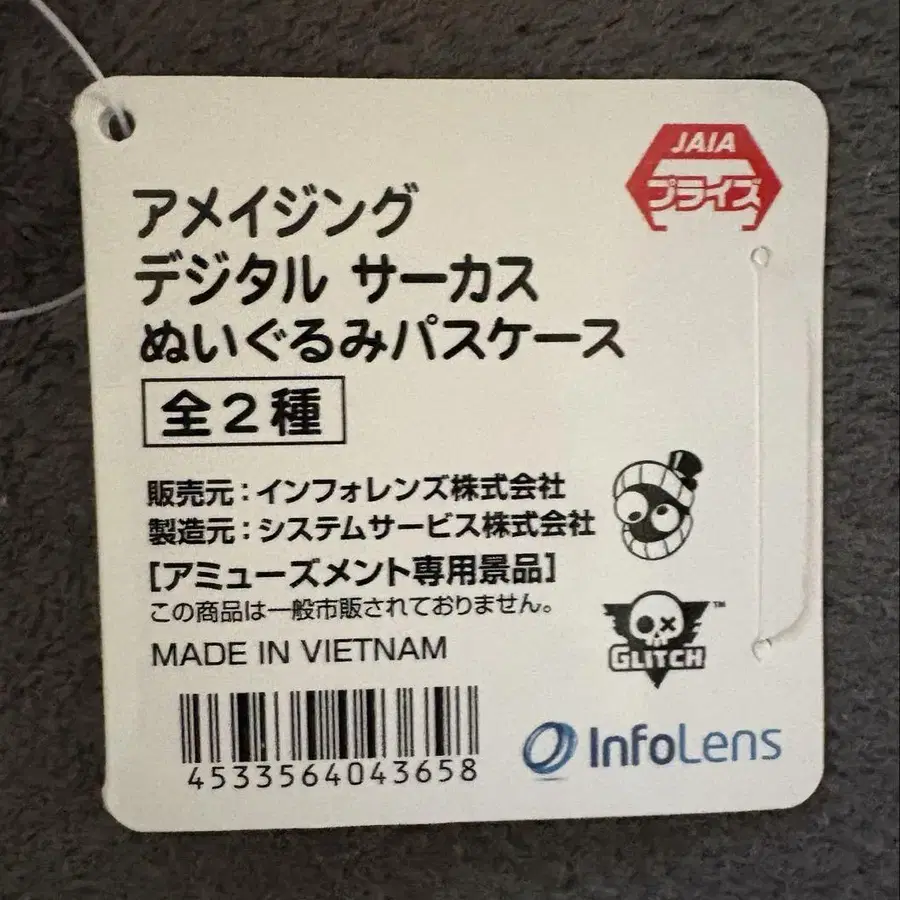 JAIA
プライズ
アメイジング
デジタル サーカス
ぬいぐるみパスケース
全2種
販売元:インフォレンズ株式会社
製造元:システムサービス株式会社
[アミューズメント専用景品]
この商品は一般市販されておりません。
MADE IN VIETNAM
GLITCH ™
4533564043658
InfoLens